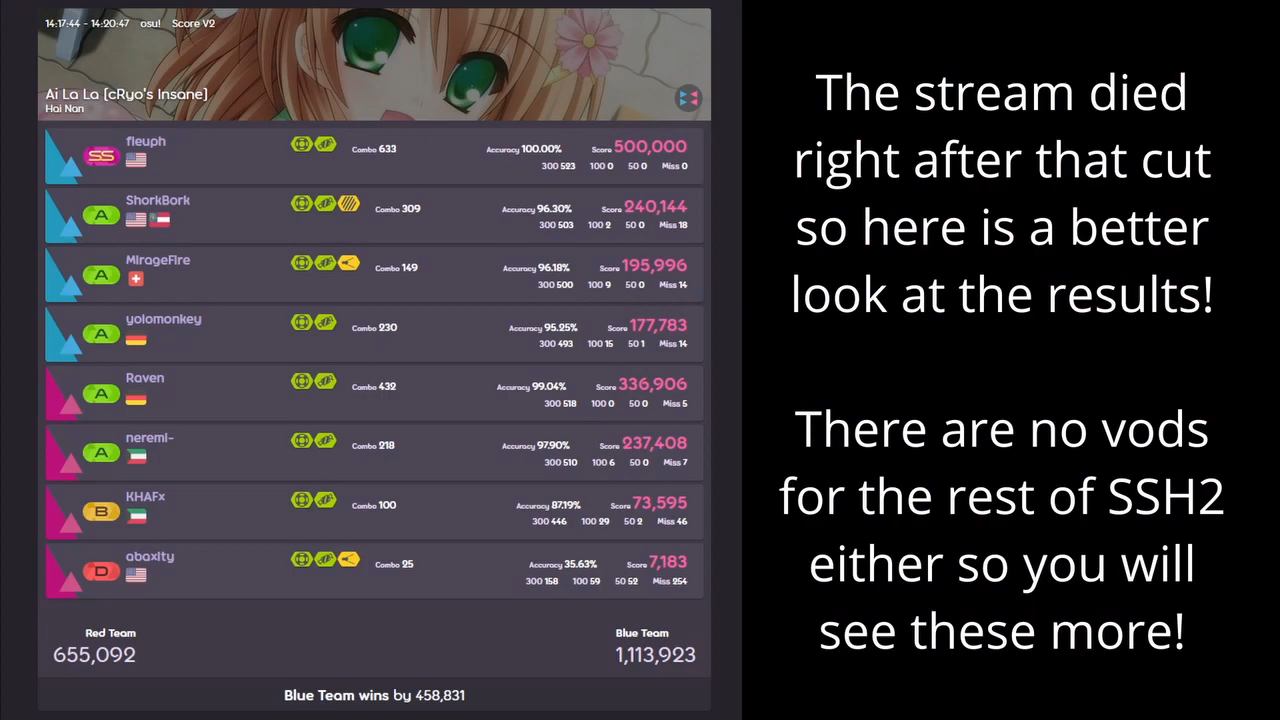 14:17:44 - 14:20:47 osu! Score V2
Ai La La [cRyo's Insane]
Hai Nan
SS fleuph Combo 633 Accuracy 100.00% Score 500,000
300 523 100 0 50 0 Miss 0
A ShorkBork Combo 309 Accuracy 96.30% Score 240,144
300 503 100 2 50 0 Miss 18
A MirageFire Combo 149 Accuracy 96.18% Score 195,996
300 500 100 9 50 0 Miss 14
A yolomonkey Combo 230 Accuracy 95.25% Score 177,783
300 493 100 15 50 1 Miss 14
A Raven Combo 432 Accuracy 99.04% Score 336,906
300 518 100 0 50 0 Miss 5
A neremi- Combo 218 Accuracy 97.90% Score 237,408
300 510 100 6 50 0 Miss 7
B KHAFx Combo 100 Accuracy 87.19% Score 73,595
300 446 100 29 50 2 Miss 46
D abaxity Combo 25 Accuracy 35.63% Score 7,183
300 158 100 59 50 52 Miss 254
Red Team Blue Team
655,092 1,113,923
Blue Team wins by 458,831
The stream died
right after that cut
so here is a better
look at the results!
There are no vods
for the rest of SSH2
either so you will
see these more!